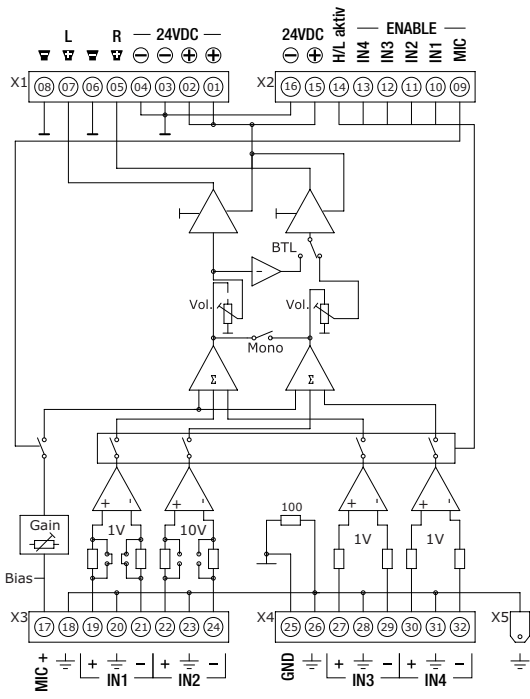 L R 24VDC 24VDC H/L aktiv IN4 IN3 IN2 IN1 MIC
ENABLE
− − + + − +
X1 08 07 06 05 04 03 02 01 X2 16 15 14 13 12 11 10 09
BTL
−
Vol. Vol.
Mono
Σ Σ
+ - + - + - + -
Gain 1V 10V 100 1V 1V
Bias
X3 17 18 19 20 21 22 23 24 X4 25 26 27 28 29 30 31 32 X5
MIC + + − + − GND + − + −
IN1 IN2 IN3 IN4